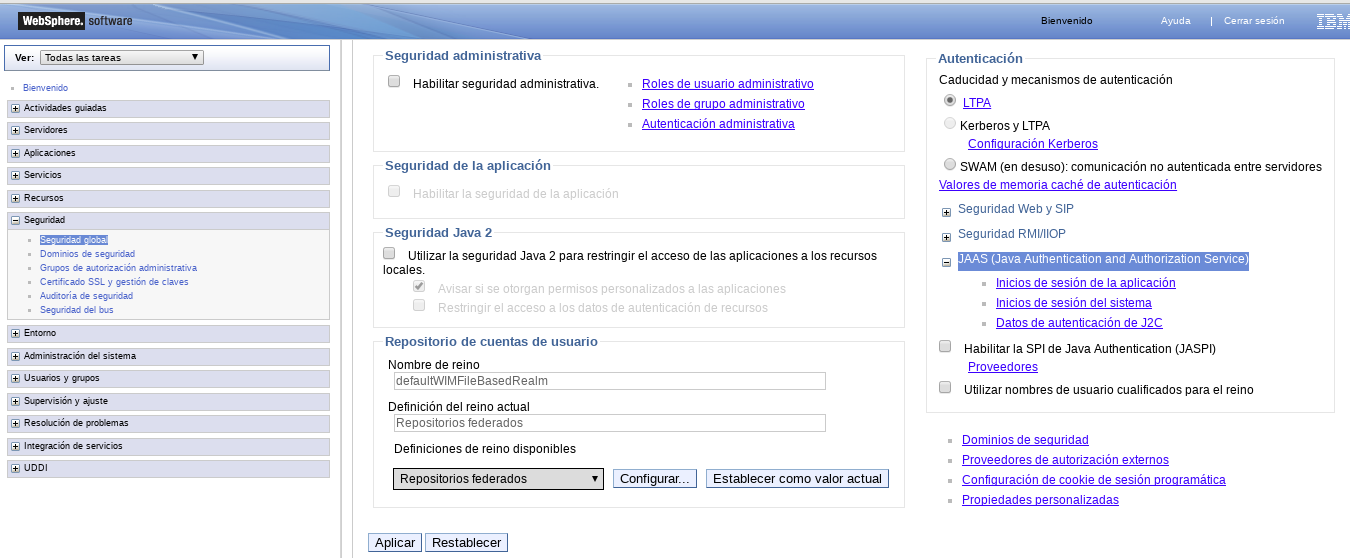 WebSphere. software
Bienvenido Ayuda | Cerrar sesión IBM
Ver: Todas las tareas
Bienvenido
Actividades guiadas
Servidores
Aplicaciones
Servicios
Recursos
Seguridad
Seguridad global
Dominios de seguridad
Grupos de autorización administrativa
Certificado SSL y gestión de claves
Auditoría de seguridad
Seguridad del bus
Entorno
Administración del sistema
Usuarios y grupos
Supervisión y ajuste
Resolución de problemas
Integración de servicios
UDDI
Seguridad administrativa
Habilitar seguridad administrativa.
Roles de usuario administrativo
Roles de grupo administrativo
Autenticación administrativa
Seguridad de la aplicación
Habilitar la seguridad de la aplicación
Seguridad Java 2
Utilizar la seguridad Java 2 para restringir el acceso de las aplicaciones a los recursos
locales.
Avisar si se otorgan permisos personalizados a las aplicaciones
Restringir el acceso a los datos de autenticación de recursos
Repositorio de cuentas de usuario
Nombre de reino
defaultWIMFileBasedRealm
Definición del reino actual
Repositorios federados
Definiciones de reino disponibles
Repositorios federados Configurar... Establecer como valor actual
Aplicar Restablecer
Autenticación
Caducidad y mecanismos de autenticación
LTPA
Kerberos y LTPA
Configuración Kerberos
SWAM (en desuso): comunicación no autenticada entre servidores
Valores de memoria caché de autenticación
Seguridad Web y SIP
Seguridad RMI/IIOP
JAAS (Java Authentication and Authorization Service)
Inicios de sesión de la aplicación
Inicios de sesión del sistema
Datos de autenticación de J2C
Habilitar la SPI de Java Authentication (JASPI)
Proveedores
Utilizar nombres de usuario cualificados para el reino
Dominios de seguridad
Proveedores de autorización externos
Configuración de cookie de sesión programática
Propiedades personalizadas